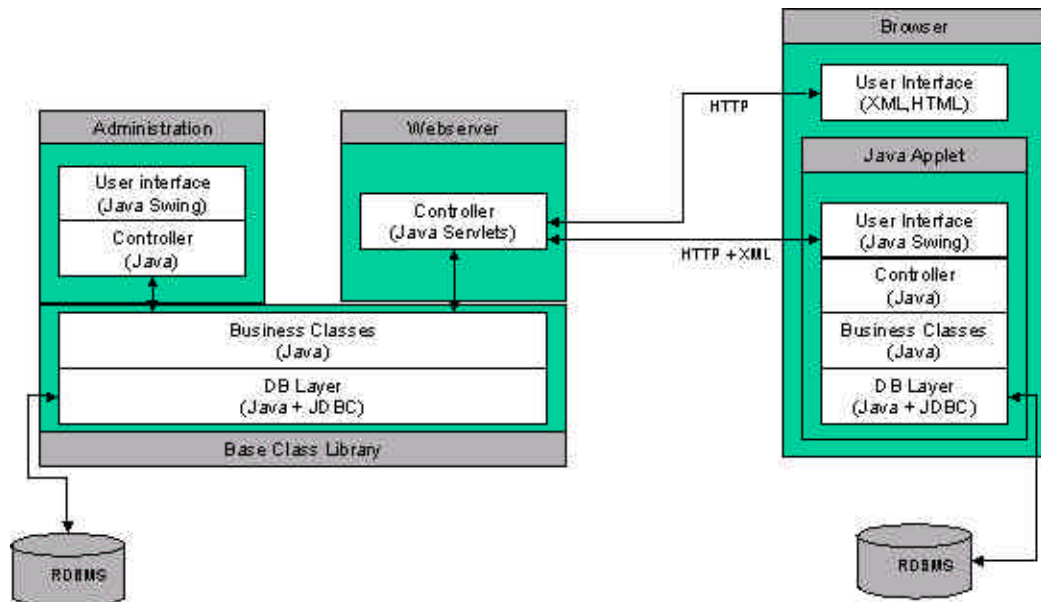 Browser
User Interface
(XML,HTML)
HTTP
Administration
Webserver
Java Applet
User interface
(Java Swing)
Controller
(Java)
Controller
(Java Servlets)
User Interface
(Java Swing)
HTTP + XML
Controller
(Java)
Business Classes
(Java)
Business Classes
(Java)
DB Layer
(Java + JDBC)
DB Layer
(Java + JDBC)
Base Class Library
RDBMS
RDBMS